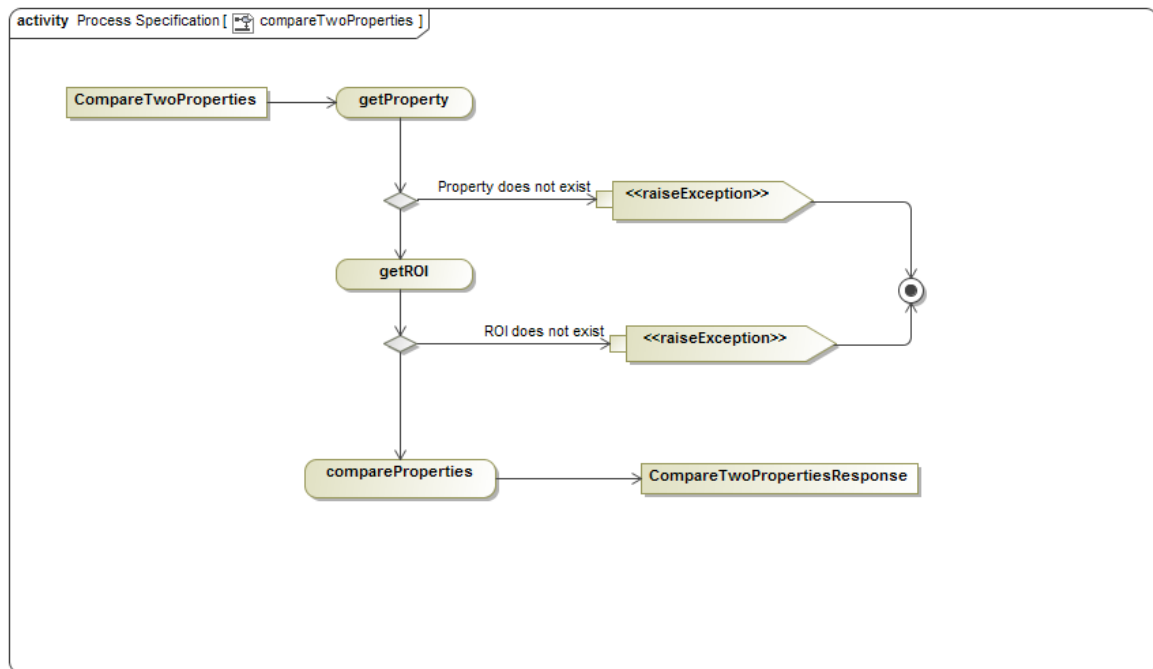 activity Process Specification [ compareTwoProperties ]
CompareTwoProperties
getProperty
Property does not exist
<<raiseException>>
getROI
ROI does not exist
<<raiseException>>
compareProperties
CompareTwoPropertiesResponse